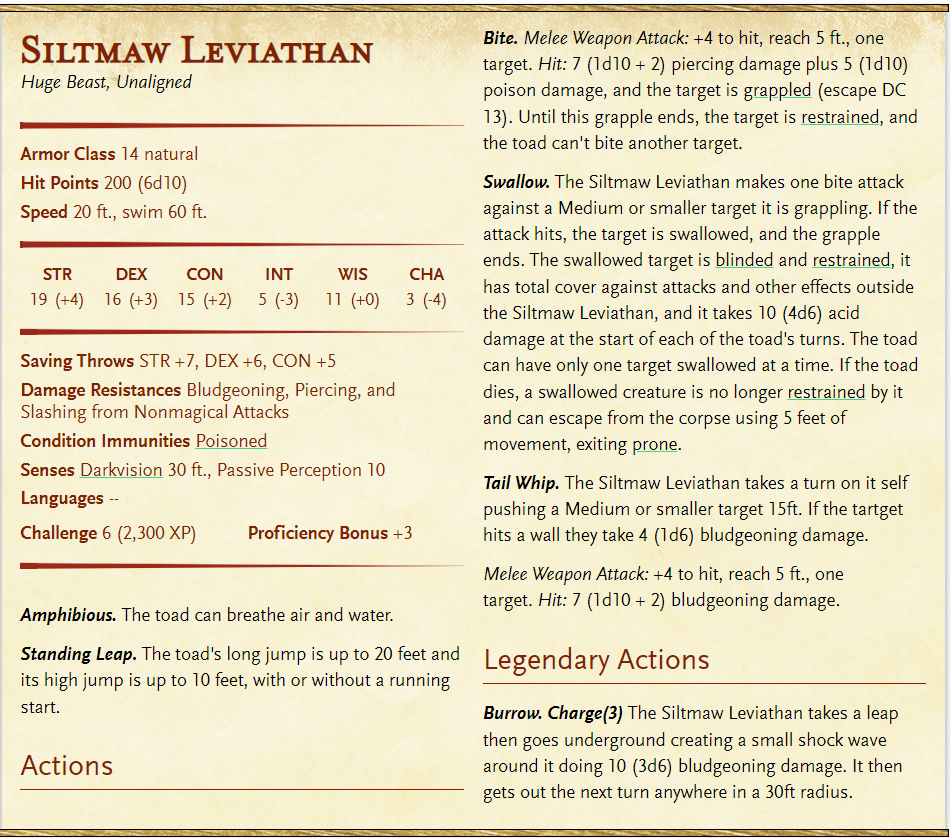 Siltmaw Leviathan
Huge Beast, Unaligned
Armor Class 14 natural
Hit Points 200 (6d10)
Speed 20 ft., swim 60 ft.
STR DEX CON INT WIS CHA
19 (+4) 16 (+3) 15 (+2) 5 (-3) 11 (+0) 3 (-4)
Saving Throws STR +7, DEX +6, CON +5
Damage Resistances Bludgeoning, Piercing, and
Slashing from Nonmagical Attacks
Condition Immunities Poisoned
Senses Darkvision 30 ft., Passive Perception 10
Languages --
Challenge 6 (2,300 XP) Proficiency Bonus +3
Amphibious. The toad can breathe air and water.
Standing Leap. The toad's long jump is up to 20 feet and
its high jump is up to 10 feet, with or without a running
start.
Actions
Bite. Melee Weapon Attack: +4 to hit, reach 5 ft., one
target. Hit: 7 (1d10 + 2) piercing damage plus 5 (1d10)
poison damage, and the target is grappled (escape DC
13). Until this grapple ends, the target is restrained, and
the toad can't bite another target.
Swallow. The Siltmaw Leviathan makes one bite attack
against a Medium or smaller target it is grappling. If the
attack hits, the target is swallowed, and the grapple
ends. The swallowed target is blinded and restrained, it
has total cover against attacks and other effects outside
the Siltmaw Leviathan, and it takes 10 (4d6) acid
damage at the start of each of the toad's turns. The toad
can have only one target swallowed at a time. If the toad
dies, a swallowed creature is no longer restrained by it
and can escape from the corpse using 5 feet of
movement, exiting prone.
Tail Whip. The Siltmaw Leviathan takes a turn on it self
pushing a Medium or smaller target 15ft. If the tartget
hits a wall they take 4 (1d6) bludgeoning damage.
Melee Weapon Attack: +4 to hit, reach 5 ft., one
target. Hit: 7 (1d10 + 2) bludgeoning damage.
Legendary Actions
Burrow. Charge(3) The Siltmaw Leviathan takes a leap
then goes underground creating a small shock wave
around it doing 10 (3d6) bludgeoning damage. It then
gets out the next turn anywhere in a 30ft radius.